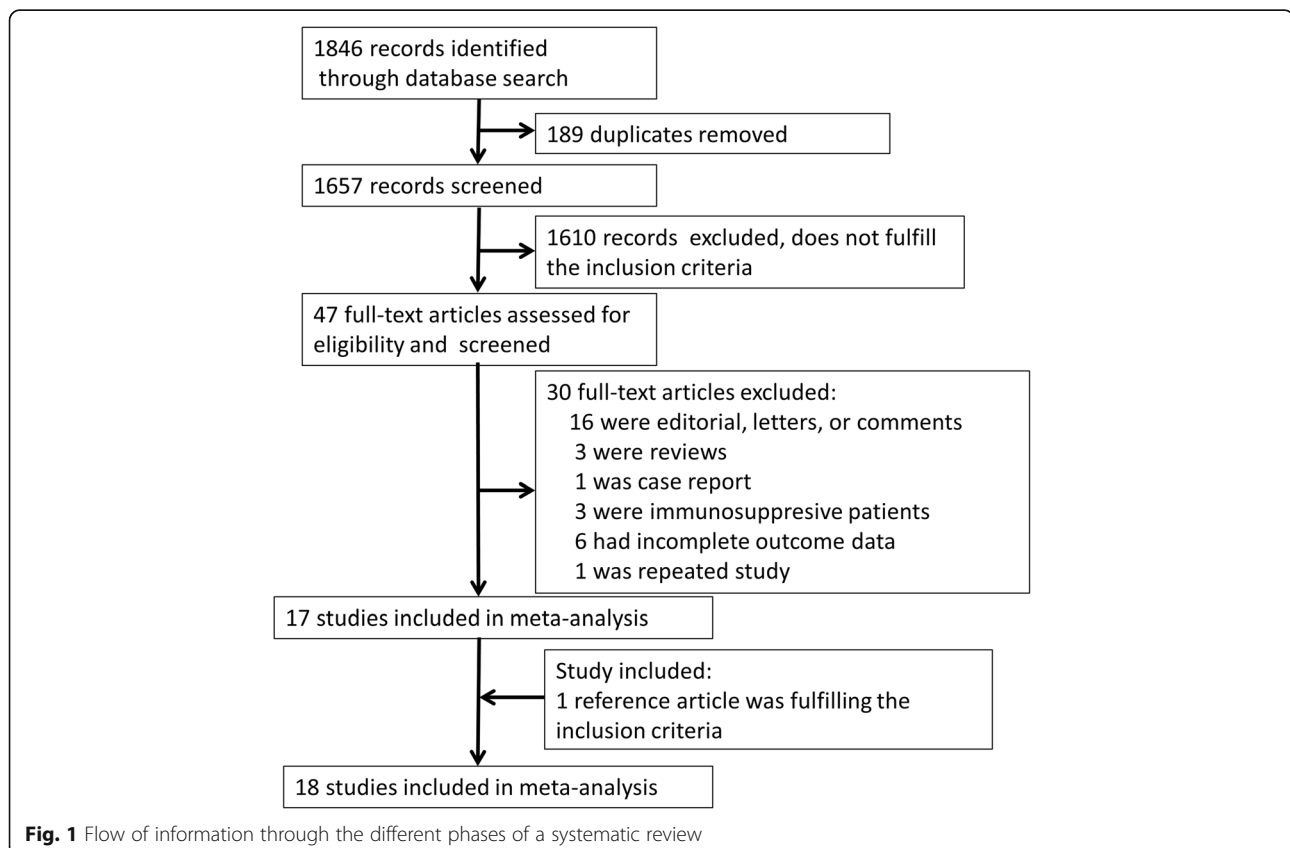 1846 records identified
through database search
189 duplicates removed
1657 records screened
1610 records excluded, does not fulfill
the inclusion criteria
47 full-text articles assessed for
eligibility and screened
30 full-text articles excluded:
16 were editorial, letters, or comments
3 were reviews
1 was case report
3 were immunosuppresive patients
6 had incomplete outcome data
1 was repeated study
17 studies included in meta-analysis
Study included:
1 reference article was fulfilling the
inclusion criteria
18 studies included in meta-analysis
Fig. 1 Flow of information through the different phases of a systematic review